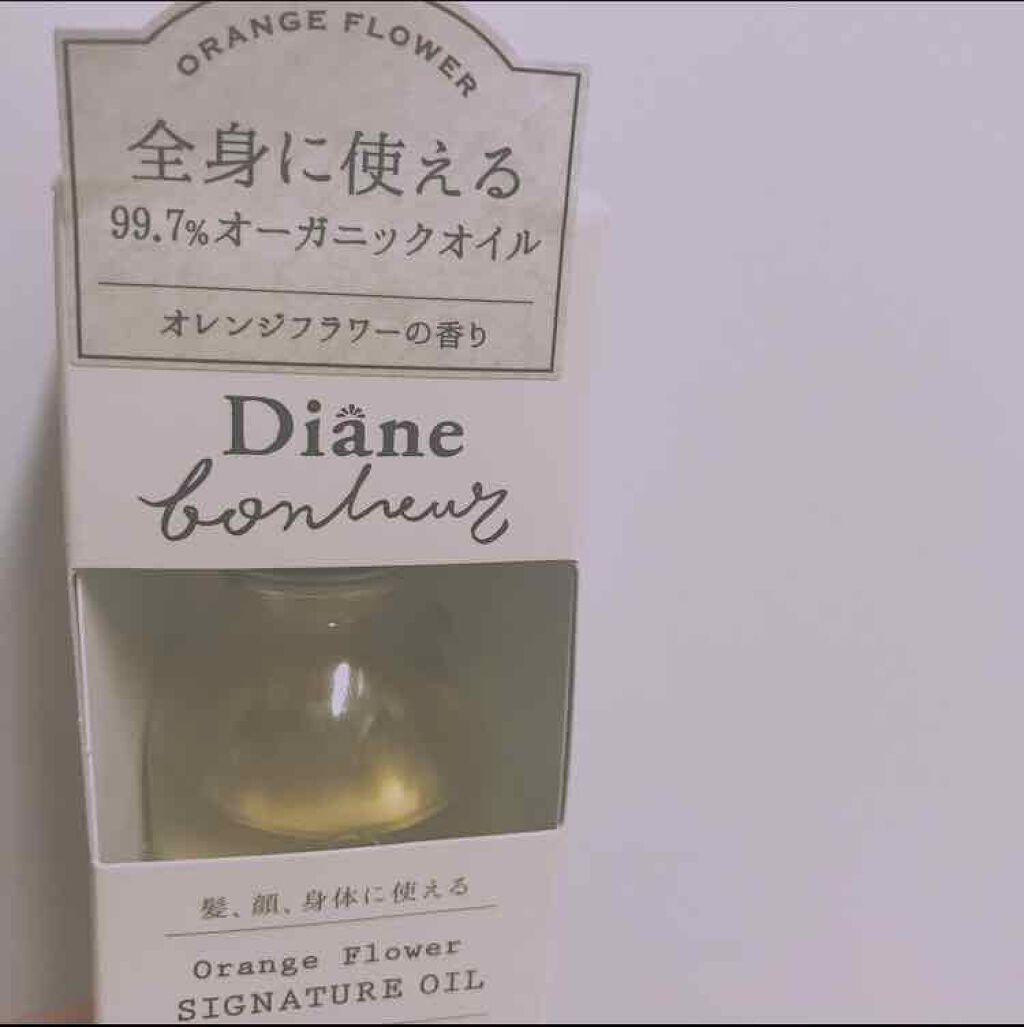 ORANGE FLOWER
全身に使える
99.7%オーガニックオイル
オレンジフラワーの香り
Diane
bonheur
髪、顔、身体に使える
Orange Flower
SIGNATURE OIL